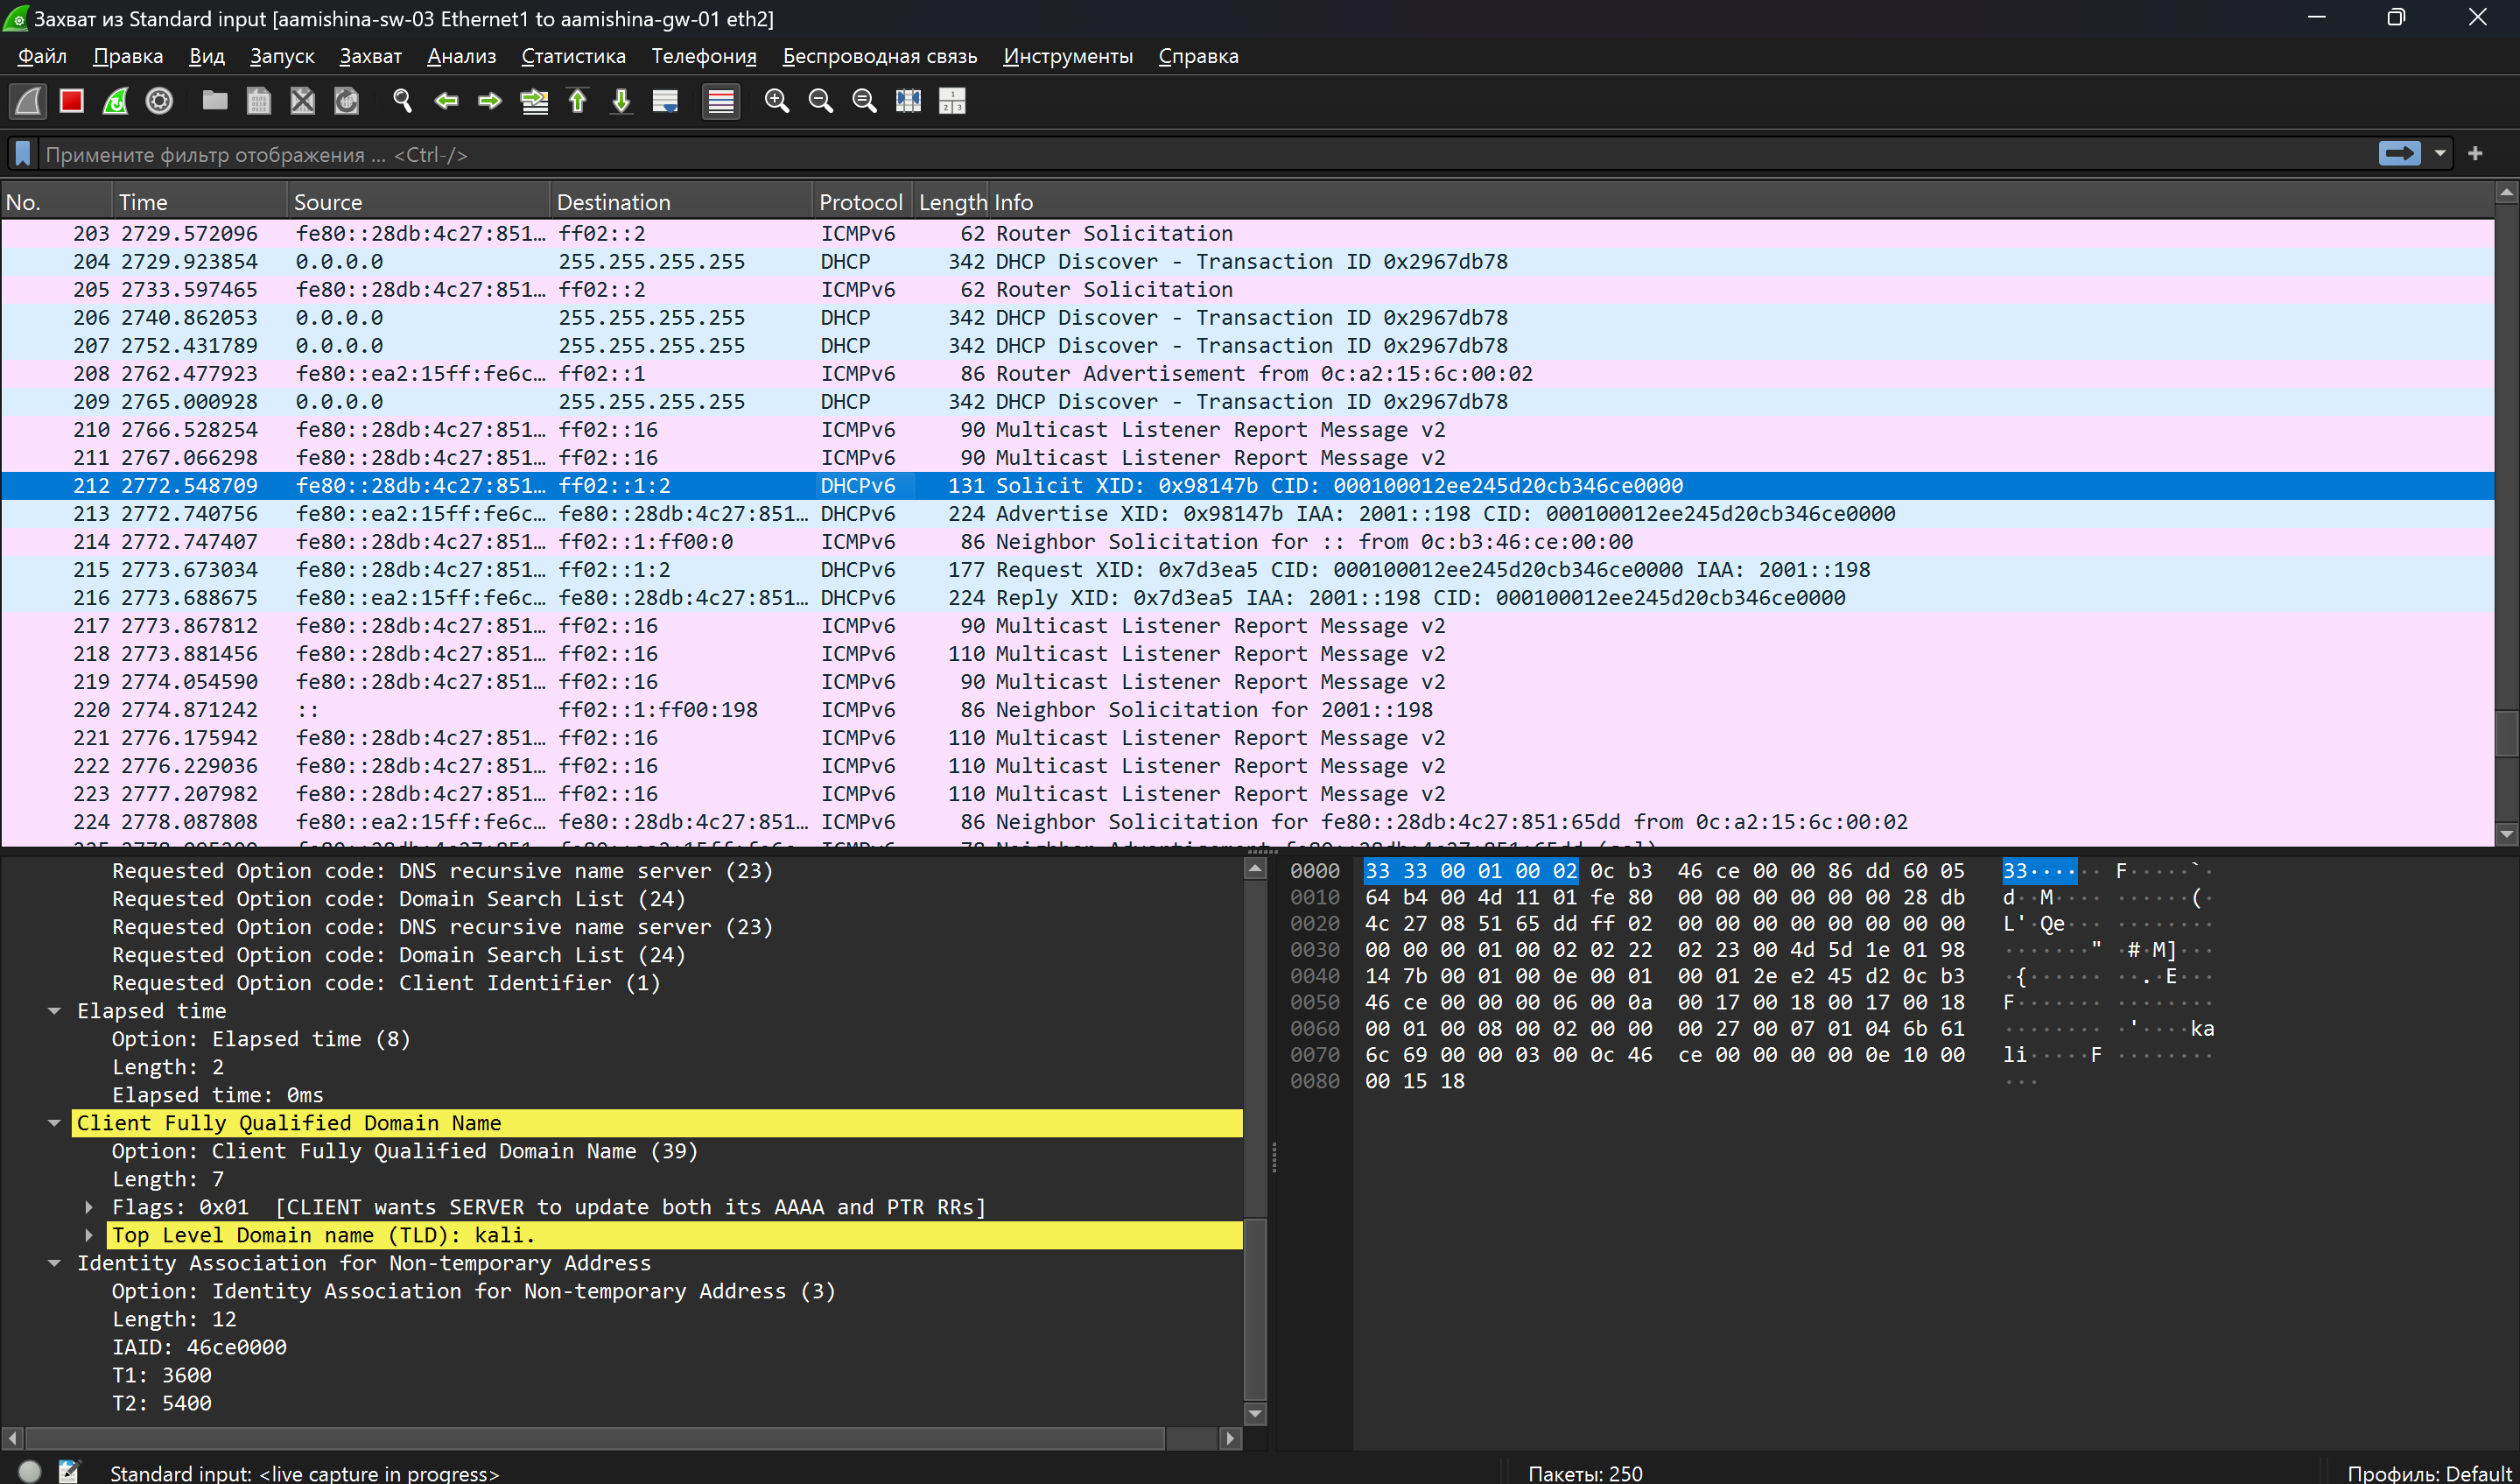 Захват из Standard input [aamishina-sw-03 Ethernet1 to aamishina-gw-01 eth2]
Файл Правка Вид Запуск Захват Анализ Статистика Телефония Беспроводная связь Инструменты Справка
Примените фильтр отображения ... <Ctrl-/>
No. Time Source Destination Protocol Length Info
203 2729.572096 fe80::28db:4c27:851… ff02::2 ICMPv6 62 Router Solicitation
204 2729.923854 0.0.0.0 255.255.255.255 DHCP 342 DHCP Discover - Transaction ID 0x2967db78
205 2733.597465 fe80::28db:4c27:851… ff02::2 ICMPv6 62 Router Solicitation
206 2740.862053 0.0.0.0 255.255.255.255 DHCP 342 DHCP Discover - Transaction ID 0x2967db78
207 2752.431789 0.0.0.0 255.255.255.255 DHCP 342 DHCP Discover - Transaction ID 0x2967db78
208 2762.477923 fe80::ea2:15ff:fe6c… ff02::1 ICMPv6 86 Router Advertisement from 0c:a2:15:6c:00:02
209 2765.000928 0.0.0.0 255.255.255.255 DHCP 342 DHCP Discover - Transaction ID 0x2967db78
210 2766.528254 fe80::28db:4c27:851… ff02::16 ICMPv6 90 Multicast Listener Report Message v2
211 2767.066298 fe80::28db:4c27:851… ff02::16 ICMPv6 90 Multicast Listener Report Message v2
212 2772.548709 fe80::28db:4c27:851… ff02::1:2 DHCPv6 131 Solicit XID: 0x98147b CID: 000100012ee245d20cb346ce0000
213 2772.740756 fe80::ea2:15ff:fe6c… fe80::28db:4c27:851… DHCPv6 224 Advertise XID: 0x98147b IAA: 2001::198 CID: 000100012ee245d20cb346ce0000
214 2772.747407 fe80::28db:4c27:851… ff02::1:ff00:0 ICMPv6 86 Neighbor Solicitation for :: from 0c:b3:46:ce:00:00
215 2773.673034 fe80::28db:4c27:851… ff02::1:2 DHCPv6 177 Request XID: 0x7d3ea5 CID: 000100012ee245d20cb346ce0000 IAA: 2001::198
216 2773.688675 fe80::ea2:15ff:fe6c… fe80::28db:4c27:851… DHCPv6 224 Reply XID: 0x7d3ea5 IAA: 2001::198 CID: 000100012ee245d20cb346ce0000
217 2773.867812 fe80::28db:4c27:851… ff02::16 ICMPv6 90 Multicast Listener Report Message v2
218 2773.881456 fe80::28db:4c27:851… ff02::16 ICMPv6 110 Multicast Listener Report Message v2
219 2774.054590 fe80::28db:4c27:851… ff02::16 ICMPv6 90 Multicast Listener Report Message v2
220 2774.871242 :: ff02::1:ff00:198 ICMPv6 86 Neighbor Solicitation for 2001::198
221 2776.175942 fe80::28db:4c27:851… ff02::16 ICMPv6 110 Multicast Listener Report Message v2
222 2776.229036 fe80::28db:4c27:851… ff02::16 ICMPv6 110 Multicast Listener Report Message v2
223 2777.207982 fe80::28db:4c27:851… ff02::16 ICMPv6 110 Multicast Listener Report Message v2
224 2778.087808 fe80::ea2:15ff:fe6c… fe80::28db:4c27:851… ICMPv6 86 Neighbor Solicitation for fe80::28db:4c27:851:65dd from 0c:a2:15:6c:00:02
Requested Option code: DNS recursive name server (23)
Requested Option code: Domain Search List (24)
Requested Option code: DNS recursive name server (23)
Requested Option code: Domain Search List (24)
Requested Option code: Client Identifier (1)
Elapsed time
Option: Elapsed time (8)
Length: 2
Elapsed time: 0ms
Client Fully Qualified Domain Name
Option: Client Fully Qualified Domain Name (39)
Length: 7
Flags: 0x01 [CLIENT wants SERVER to update both its AAAA and PTR RRs]
Top Level Domain name (TLD): kali.
Identity Association for Non-temporary Address
Option: Identity Association for Non-temporary Address (3)
Length: 12
IAID: 46ce0000
T1: 3600
T2: 5400
0000 33 33 00 01 00 02 0c b3 46 ce 00 00 86 dd 60 05 33······ F·····`·
0010 64 b4 00 4d 11 01 fe 80 00 00 00 00 00 00 28 db d··M···· ······(·
0020 4c 27 08 51 65 dd ff 02 00 00 00 00 00 00 00 00 L'·Qe··· ········
0030 00 00 00 01 00 02 02 22 02 23 00 4d 5d 1e 01 98 ·······" ·#·M]···
0040 14 7b 00 01 00 0e 00 01 00 01 2e e2 45 d2 0c b3 ·{······ ··.·E···
0050 46 ce 00 00 00 06 00 0a 00 17 00 18 00 17 00 18 F······· ········
0060 00 01 00 08 00 02 00 00 00 27 00 07 01 04 6b 61 ········ ·'····ka
0070 6c 69 00 00 03 00 0c 46 ce 00 00 00 00 0e 10 00 li·····F ········
0080 00 15 18 ···
Standard input: <live capture in progress> Пакеты: 250 Профиль: Default